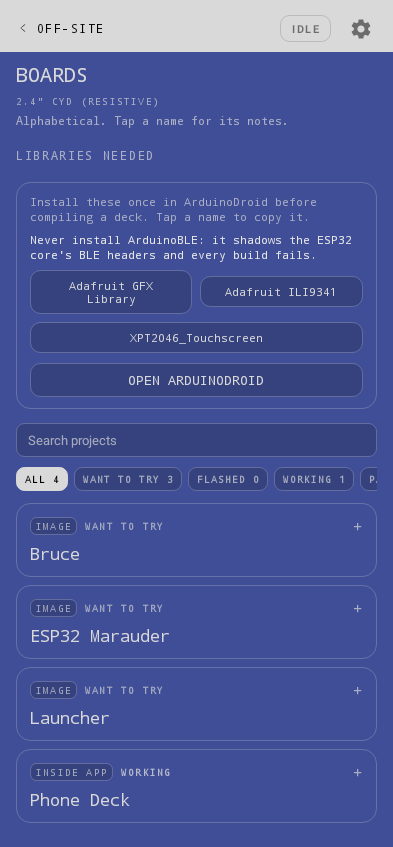 OFF-SITE
IDLE
BOARDS
2.4" CYD (RESISTIVE)
Alphabetical. Tap a name for its notes.
LIBRARIES NEEDED
Install these once in ArduinoDroid before
compiling a deck. Tap a name to copy it.
Never install ArduinoBLE: it shadows the ESP32
core's BLE headers and every build fails.
Adafruit GFX
Library
Adafruit ILI9341
XPT2046_Touchscreen
OPEN ARDUINODROID
Search projects
ALL 4 WANT TO TRY 3 FLASHED 0 WORKING 1
IMAGE WANT TO TRY +
Bruce
IMAGE WANT TO TRY +
ESP32 Marauder
IMAGE WANT TO TRY +
Launcher
INSIDE APP WORKING +
Phone Deck